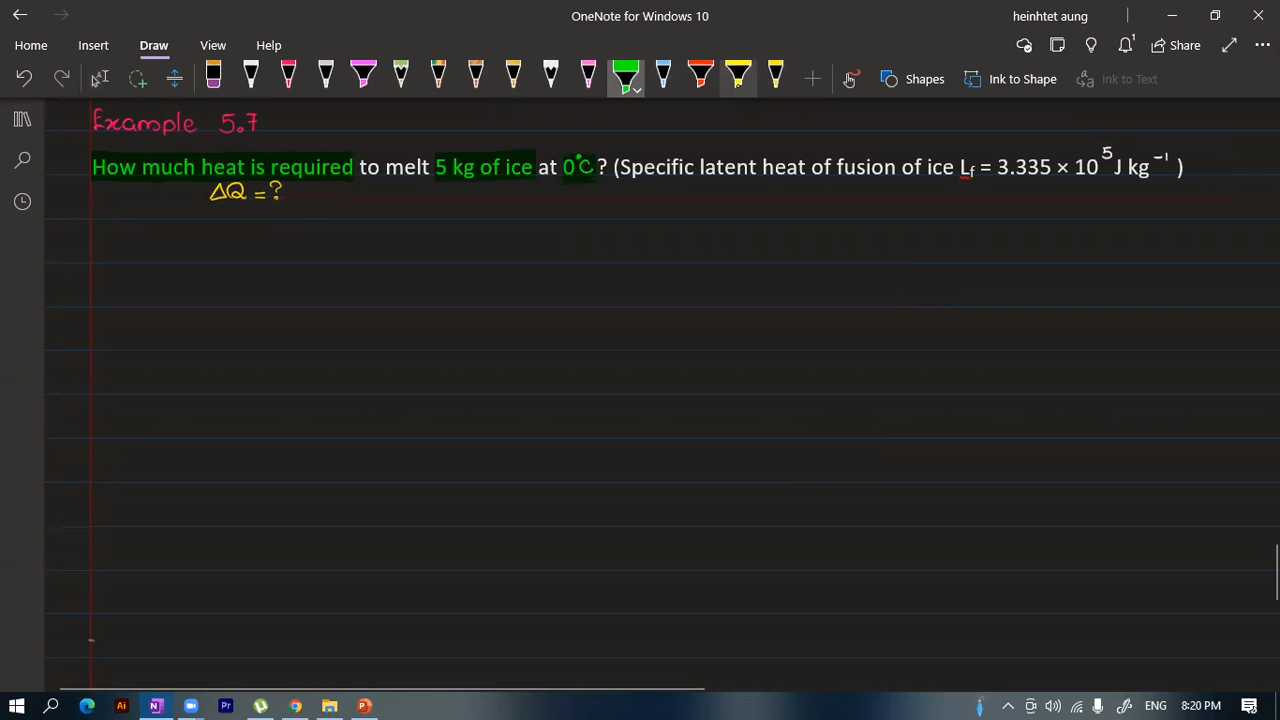 OneNote for Windows 10
heinhtet aung
Home Insert Draw View Help
Share
Shapes Ink to Shape Ink to Text
Example 5.7
How much heat is required to melt 5 kg of ice at 0°C? (Specific latent heat of fusion of ice Lf = 3.335 × 10⁵ J kg⁻¹ )
ΔQ = ?
ENG 8:20 PM